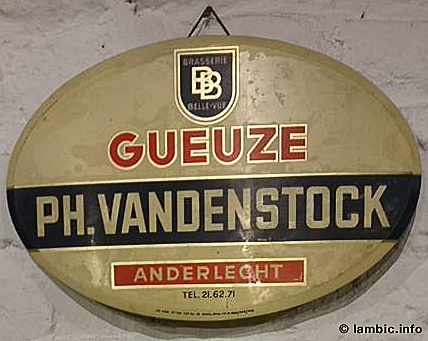 BRASSERIE
BB
BELLE-VUE
GUEUZE
PH. VANDENSTOCK
ANDERLECHT
TEL. 21.62.71
© lambic.info